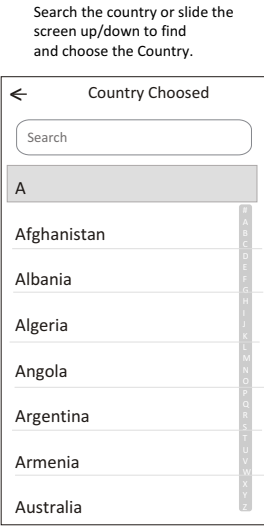 Search the country or slide the
screen up/down to find
and choose the Country.
Country Choosed
Search
A
Afghanistan
Albania
Algeria
Angola
Argentina
Armenia
Australia
#
A
B
C
D
E
F
G
H
I
J
K
L
M
N
O
P
Q
R
S
T
U
V
W
X
Y
Z